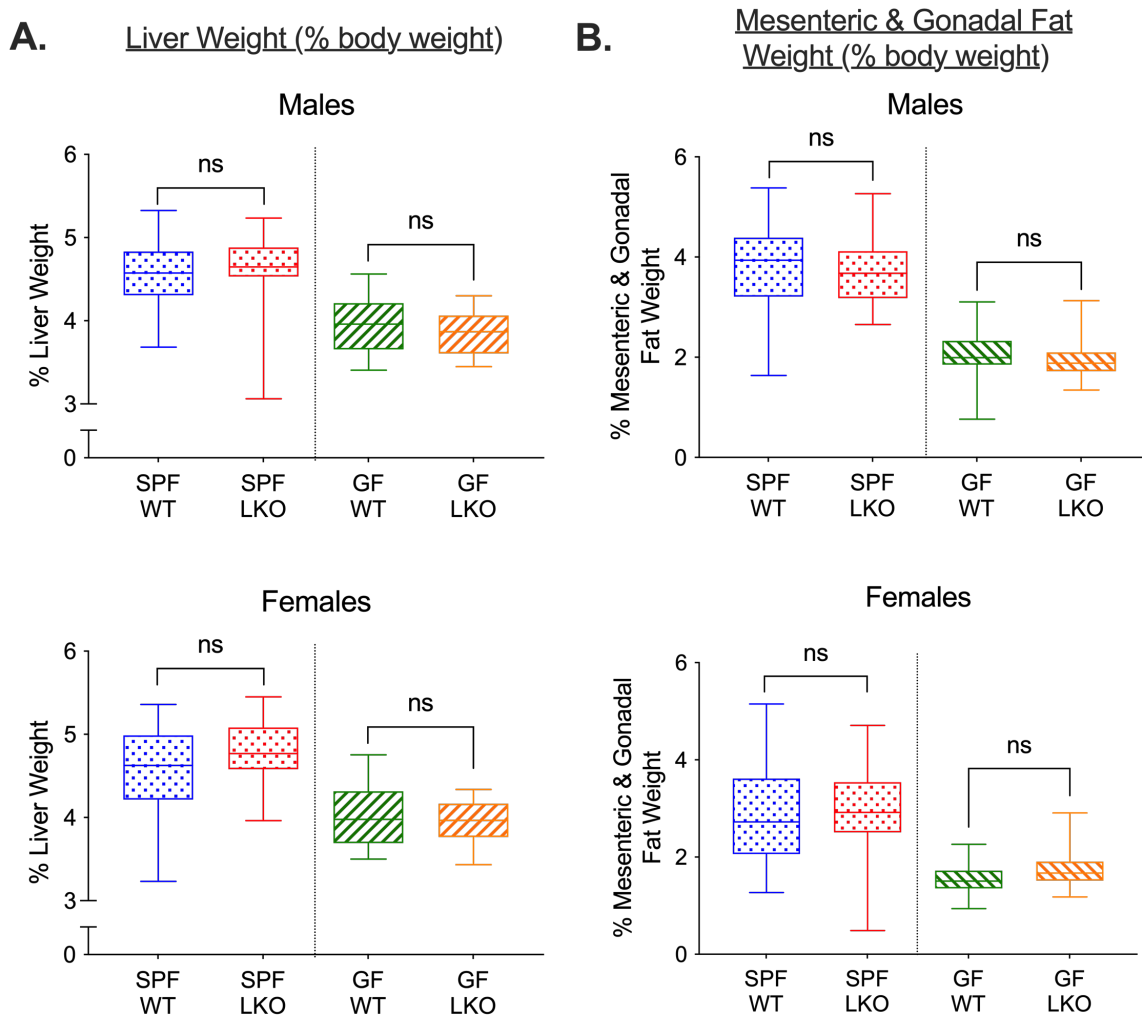 A.
Liver Weight (% body weight)
Males
% Liver Weight
6
5
4
3
0
ns
ns
SPF
WT
SPF
LKO
GF
WT
GF
LKO
Females
% Liver Weight
6
5
4
3
0
ns
ns
SPF
WT
SPF
LKO
GF
WT
GF
LKO
B.
Mesenteric & Gonadal Fat
Weight (% body weight)
Males
% Mesenteric & Gonadal
Fat Weight
6
4
2
0
ns
ns
SPF
WT
SPF
LKO
GF
WT
GF
LKO
Females
% Mesenteric & Gonadal
Fat Weight
6
4
2
0
ns
ns
SPF
WT
SPF
LKO
GF
WT
GF
LKO